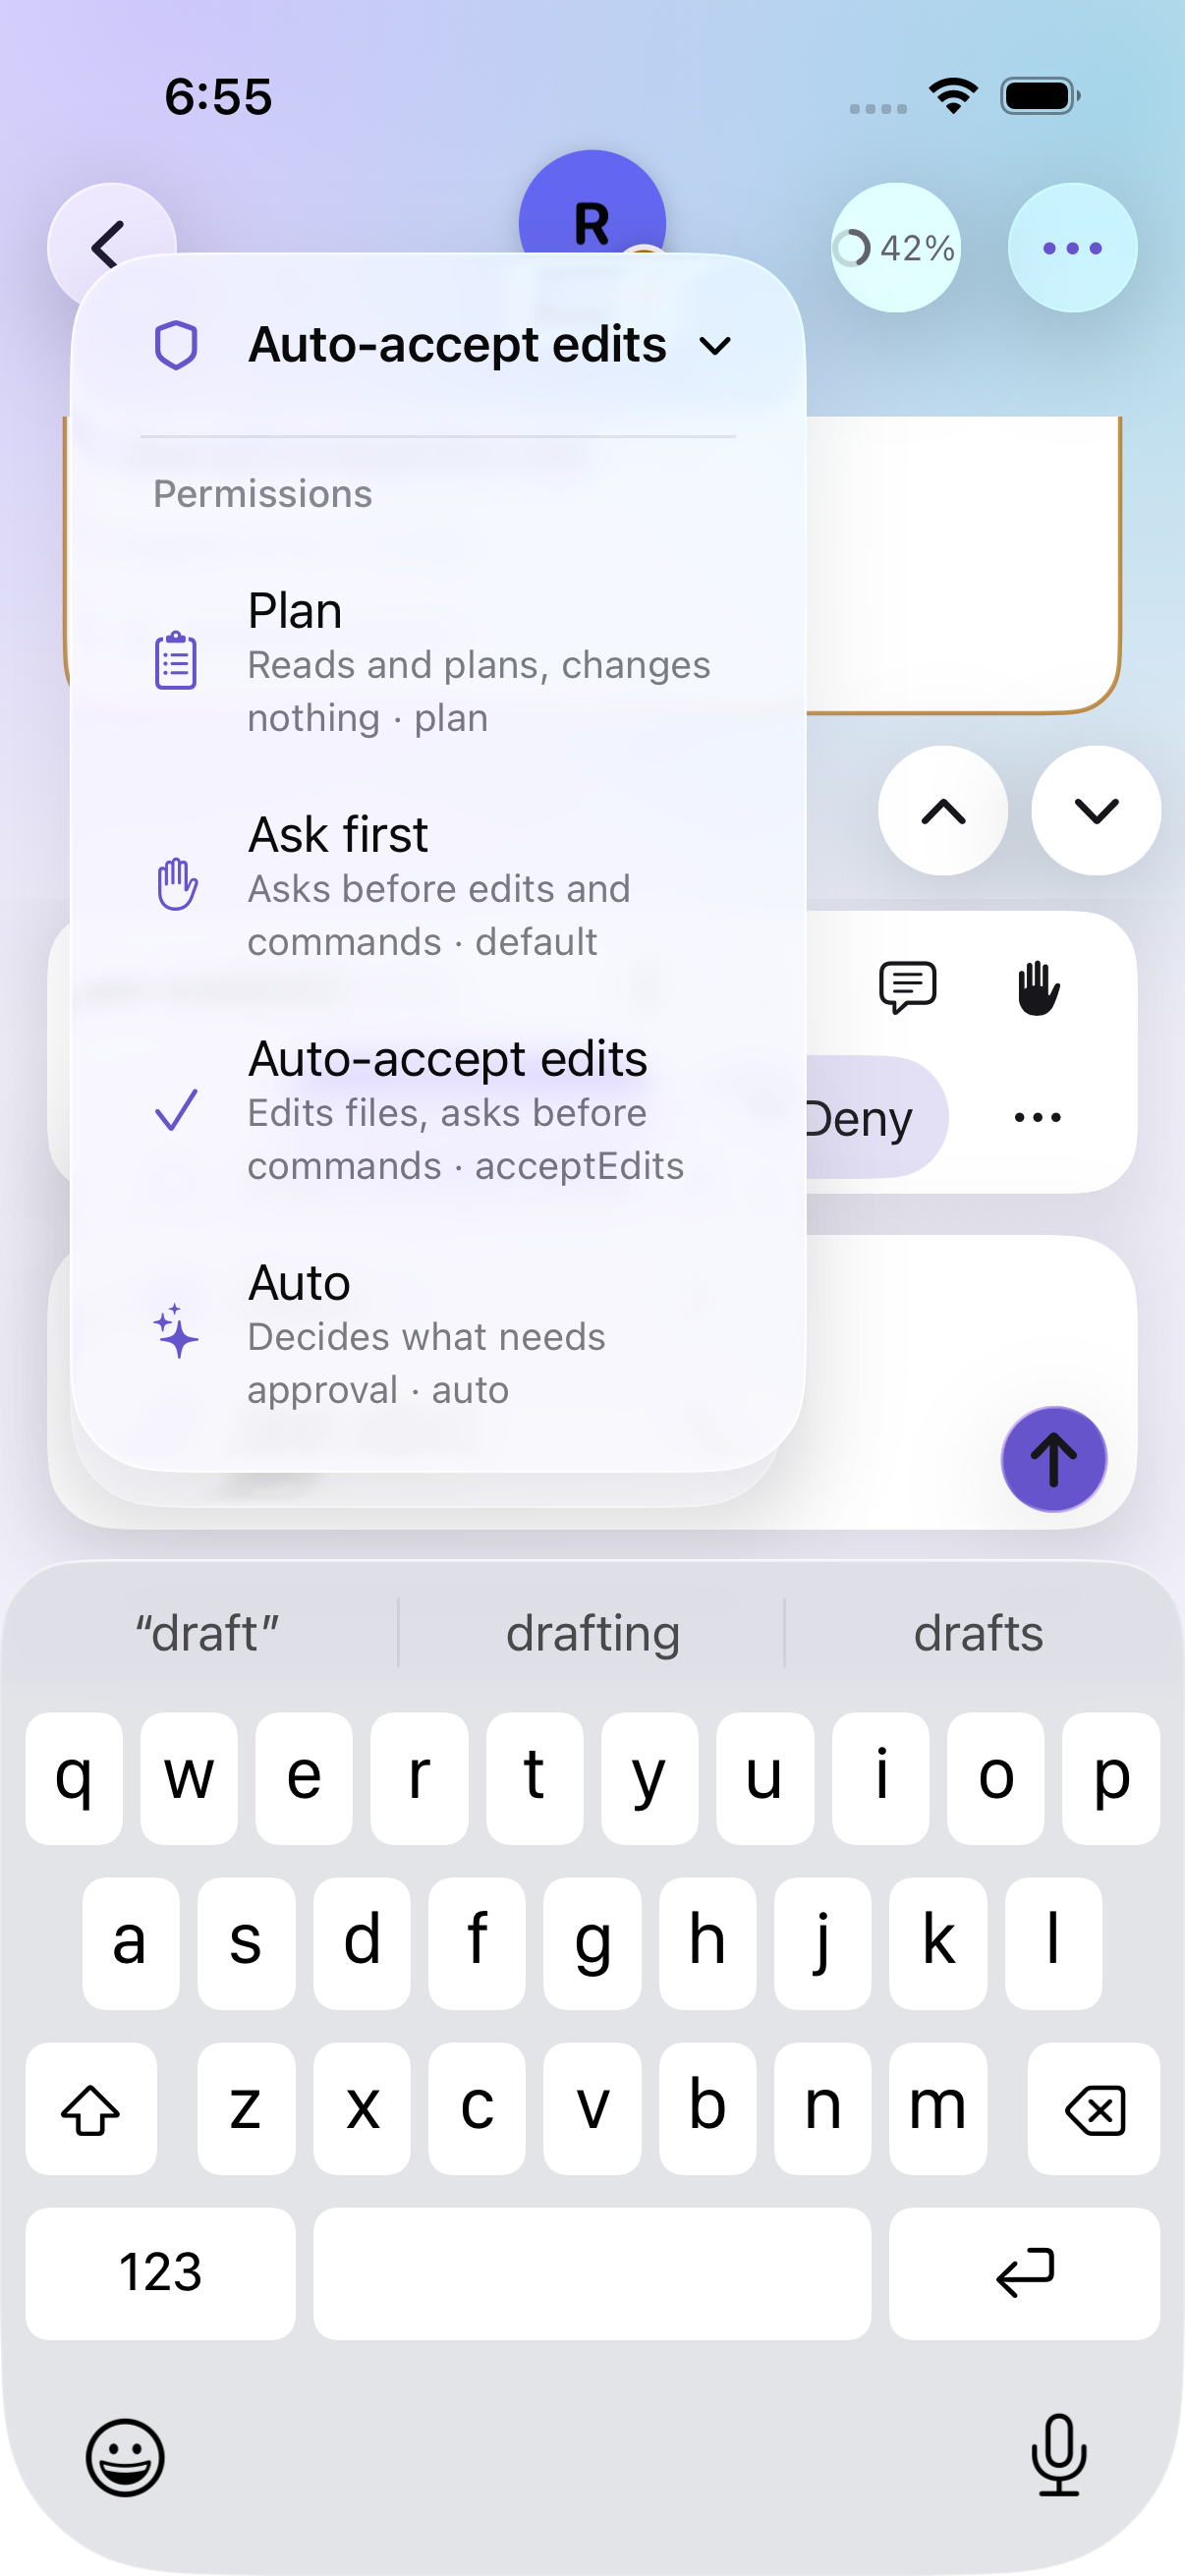 6:55
R
42%
Auto-accept edits
Permissions
Plan
Reads and plans, changes
nothing · plan
Ask first
Asks before edits and
commands · default
Auto-accept edits
Edits files, asks before
commands · acceptEdits
Deny
Auto
Decides what needs
approval · auto
“draft” drafting drafts
q w e r t y u i o p
a s d f g h j k l
z x c v b n m
123